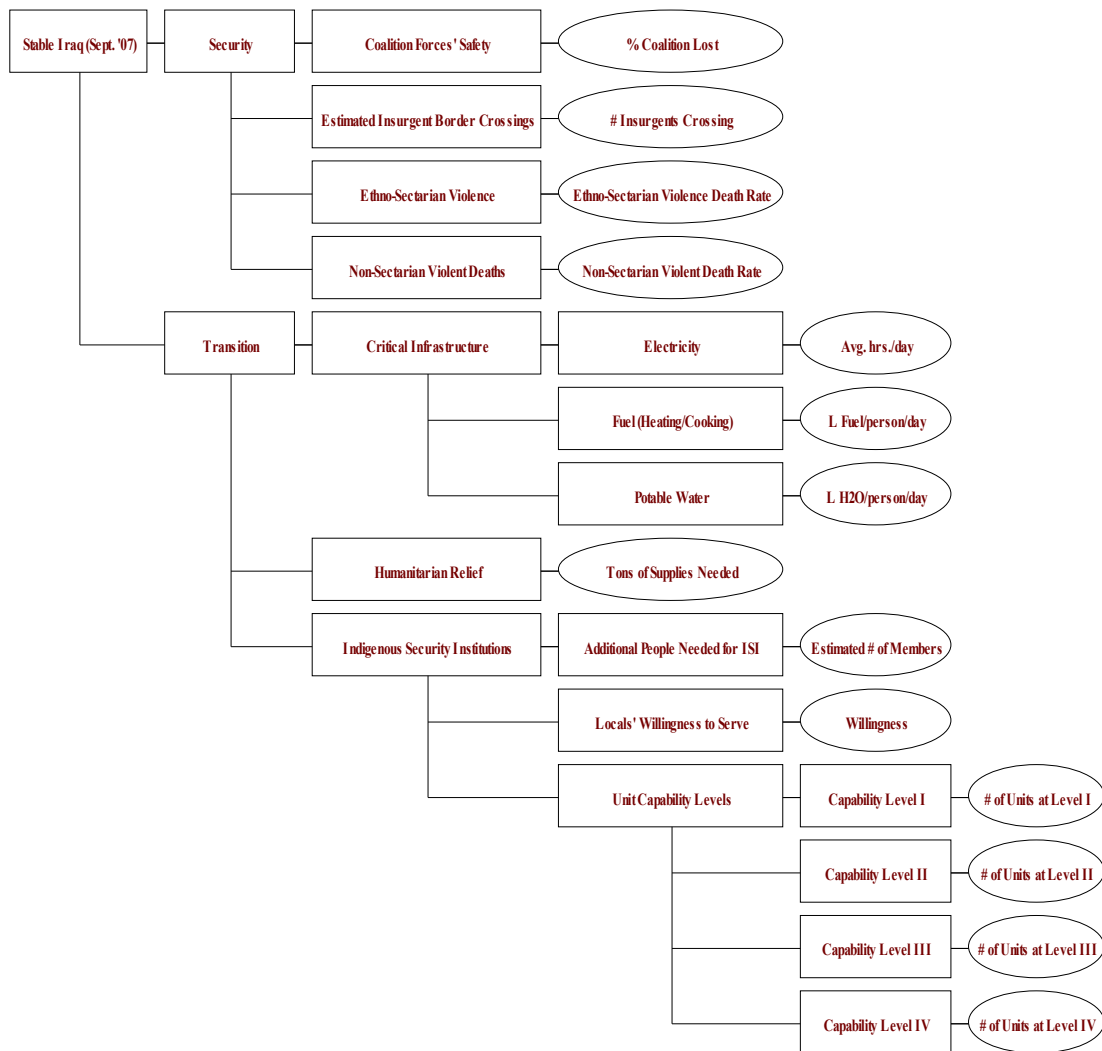 Stable Iraq (Sept. '07)
Security
Coalition Forces' Safety
% Coalition Lost
Estimated Insurgent Border Crossings
# Insurgents Crossing
Ethno-Sectarian Violence
Ethno-Sectarian Violence Death Rate
Non-Sectarian Violent Deaths
Non-Sectarian Violent Death Rate
Transition
Critical Infrastructure
Electricity
Avg. hrs./day
Fuel (Heating/Cooking)
L Fuel/person/day
Potable Water
L H2O/person/day
Humanitarian Relief
Tons of Supplies Needed
Indigenous Security Institutions
Additional People Needed for ISI
Estimated # of Members
Locals' Willingness to Serve
Willingness
Unit Capability Levels
Capability Level I
# of Units at Level I
Capability Level II
# of Units at Level II
Capability Level III
# of Units at Level III
Capability Level IV
# of Units at Level IV